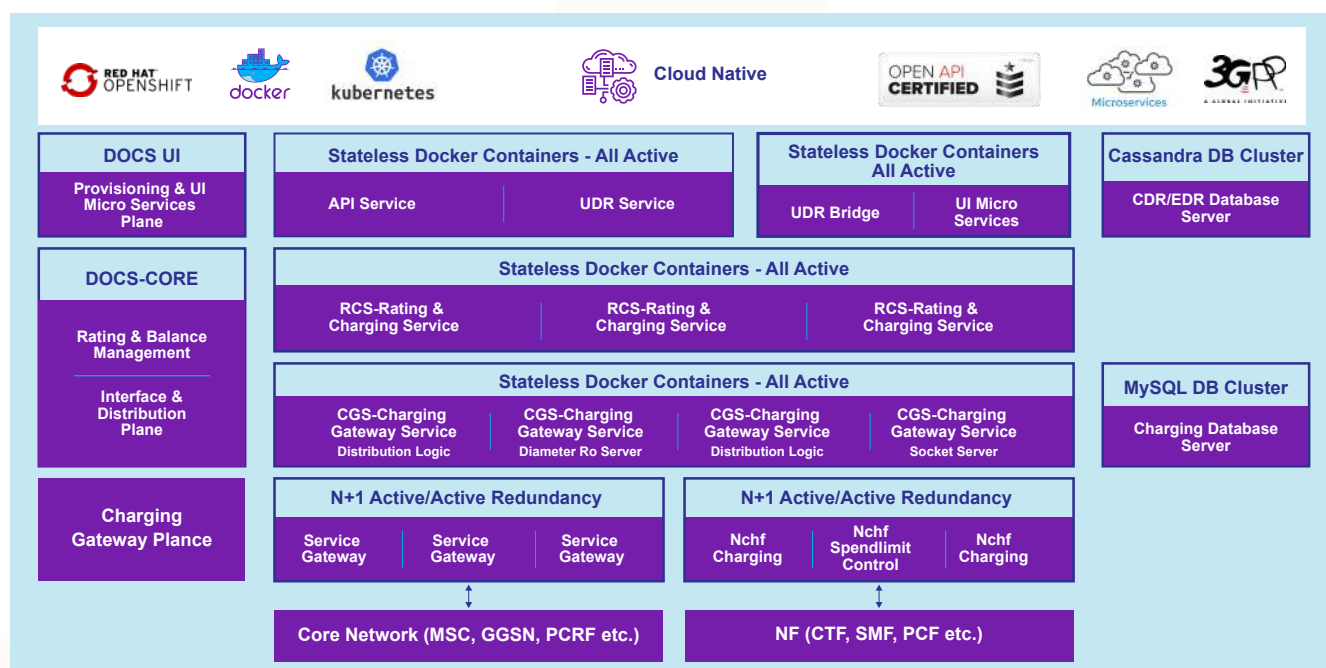 RED HAT
OPENSHIFT
docker
kubernetes
Cloud Native
OPEN API
CERTIFIED
Microservices
3GPP
A GLOBAL INITIATIVE
DOCS UI
Provisioning & UI
Micro Services
Plane
Stateless Docker Containers - All Active
API Service
UDR Service
Stateless Docker Containers
All Active
UDR Bridge
UI Micro
Services
Cassandra DB Cluster
CDR/EDR Database
Server
DOCS-CORE
Rating & Balance
Management
Interface &
Distribution
Plane
Stateless Docker Containers - All Active
RCS-Rating &
Charging Service
RCS-Rating &
Charging Service
RCS-Rating &
Charging Service
Stateless Docker Containers - All Active
CGS-Charging
Gateway Service
Distribution Logic
CGS-Charging
Gateway Service
Diameter Ro Server
CGS-Charging
Gateway Service
Distribution Logic
CGS-Charging
Gateway Service
Socket Server
MySQL DB Cluster
Charging Database
Server
Charging
Gateway Plance
N+1 Active/Active Redundancy
Service
Gateway
Service
Gateway
Service
Gateway
N+1 Active/Active Redundancy
Nchf
Charging
Nchf
Spendlimit
Control
Nchf
Charging
Core Network (MSC, GGSN, PCRF etc.)
NF (CTF, SMF, PCF etc.)